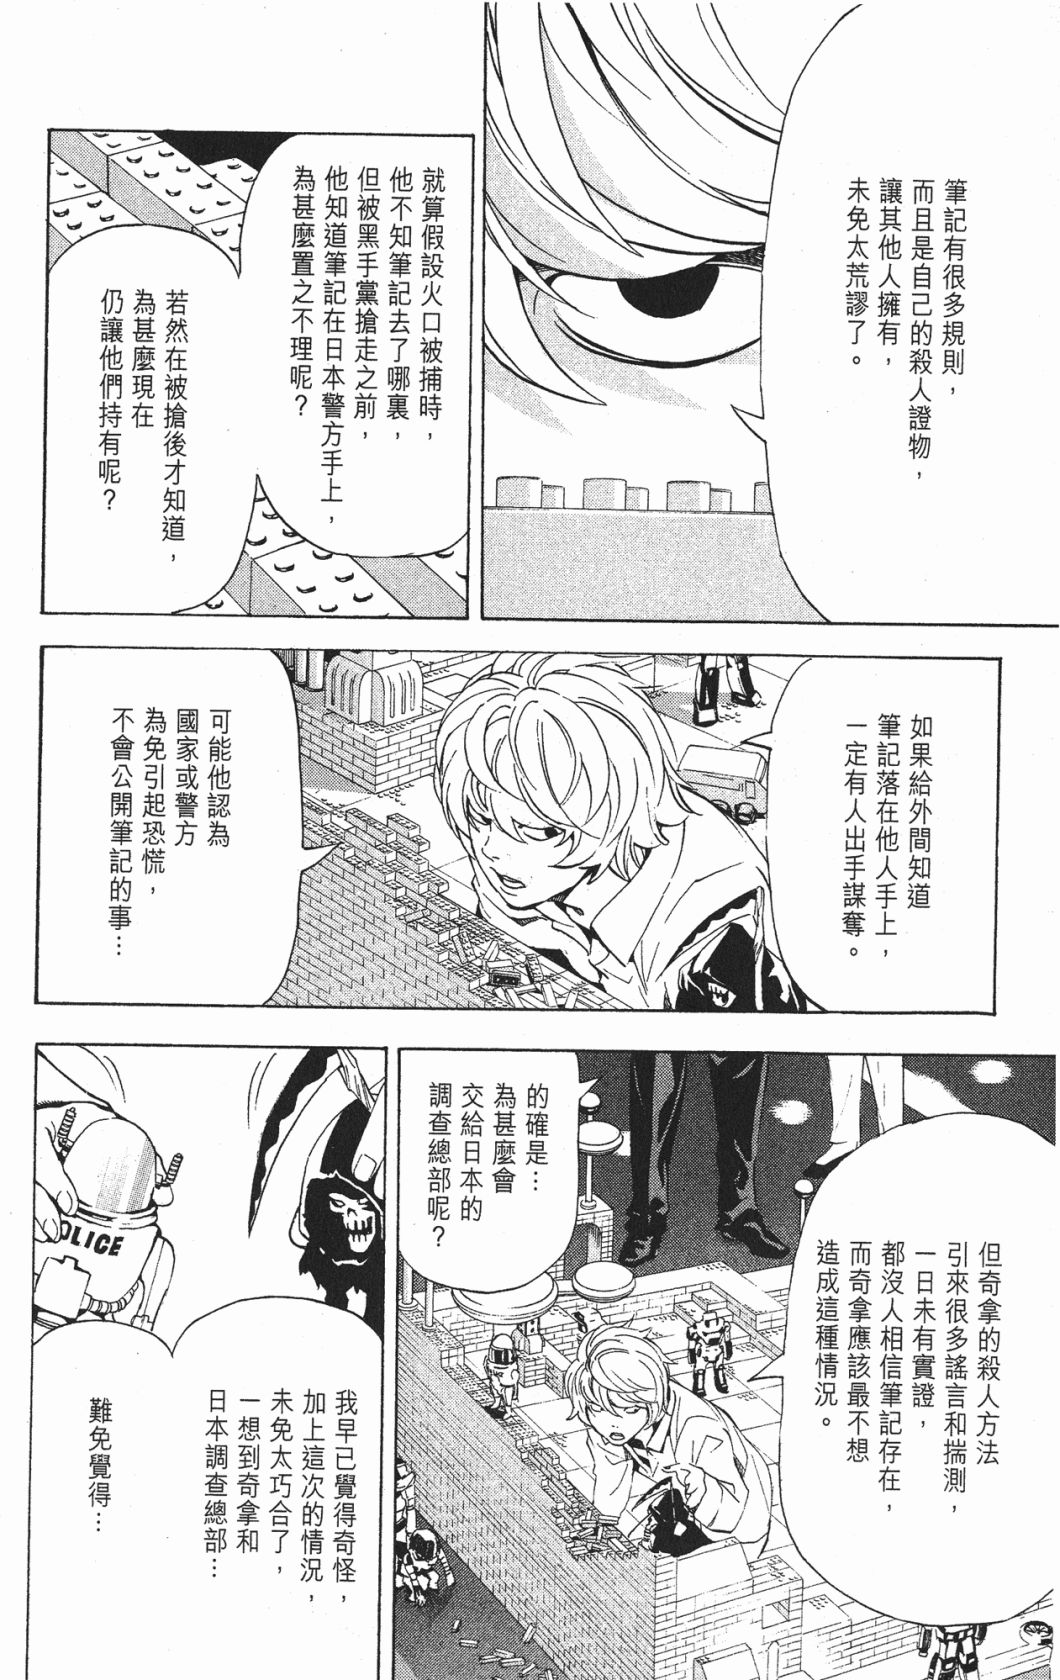 筆記有很多規則，
而且是自己的殺人證物，
讓其他人擁有，
未免太荒謬了。
就算假設火口被捕時，
他不知筆記去了哪裏，
但被黑手黨搶走之前，
他知道筆記在日本警方手上，
為甚麼置之不理呢？
若然在被搶後才知道，
為甚麼現在
仍讓他們持有呢？
如果給外間知道
筆記落在他人手上，
一定有人出手謀奪。
可能他認為
國家或警方
為免引起恐慌，
不會公開筆記的事…
但奇拿的殺人方法
引來很多謠言和揣測，
一日未有實證，
都沒人相信筆記存在，
而奇拿應該最不想
造成這種情況。
的確是…
為甚麼會
交給日本的
調查總部呢？
POLICE
我早已覺得奇怪，
加上這次的情況，
未免太巧合了，
一想到奇拿和
日本調查總部…
難免覺得…